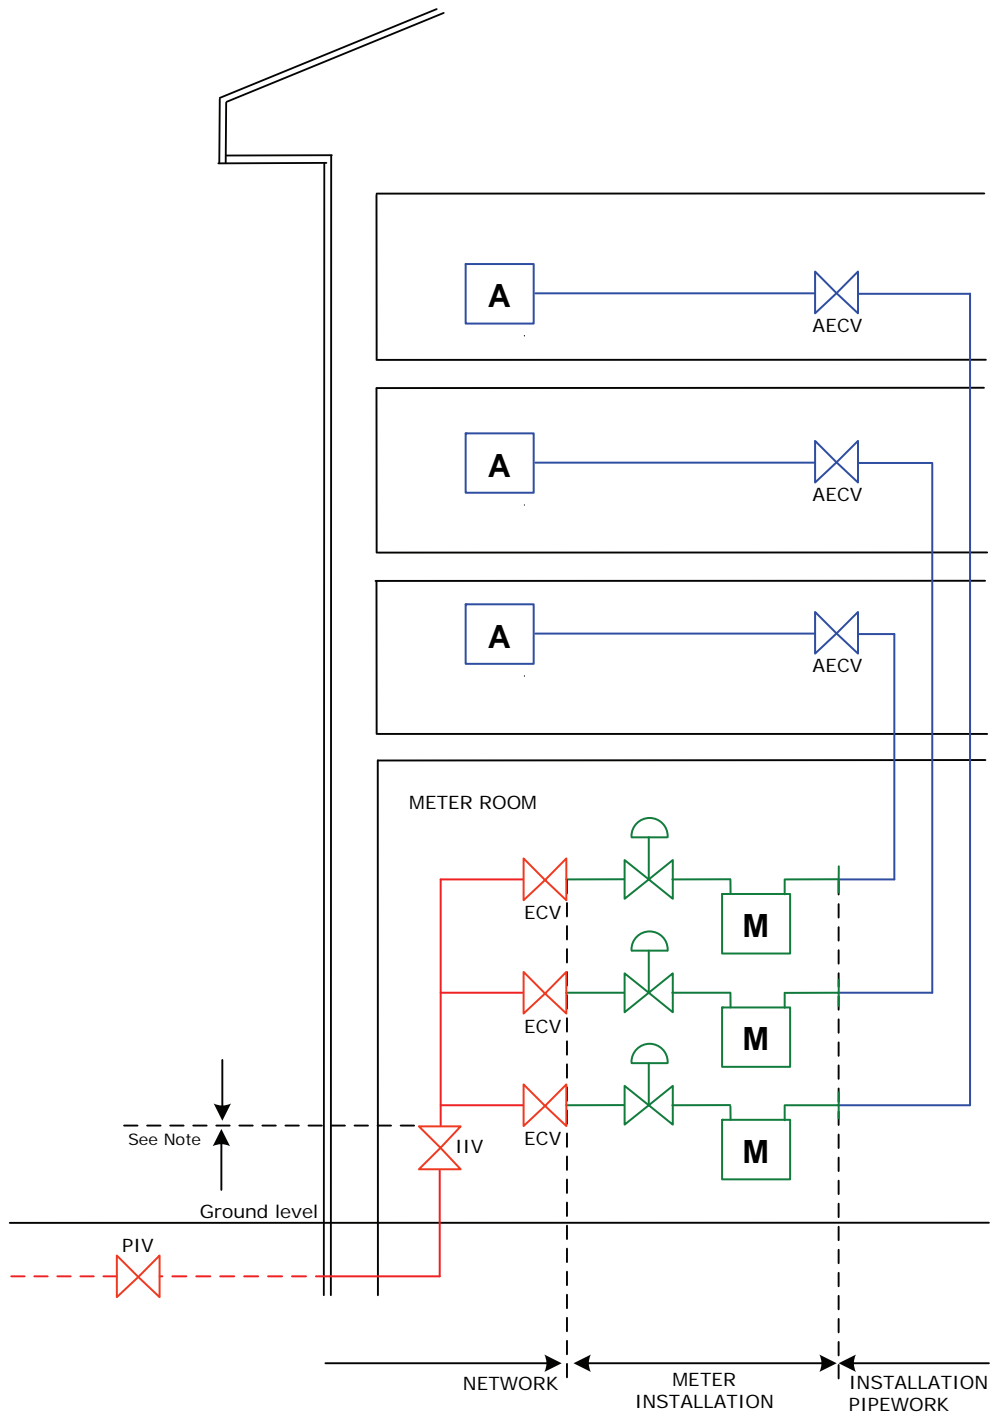 A
AECV
A
AECV
A
AECV
METER ROOM
ECV
M
ECV
M
See Note
ECV
IIV
M
Ground level
PIV
NETWORK
METER
INSTALLATION
INSTALLATION
PIPEWORK